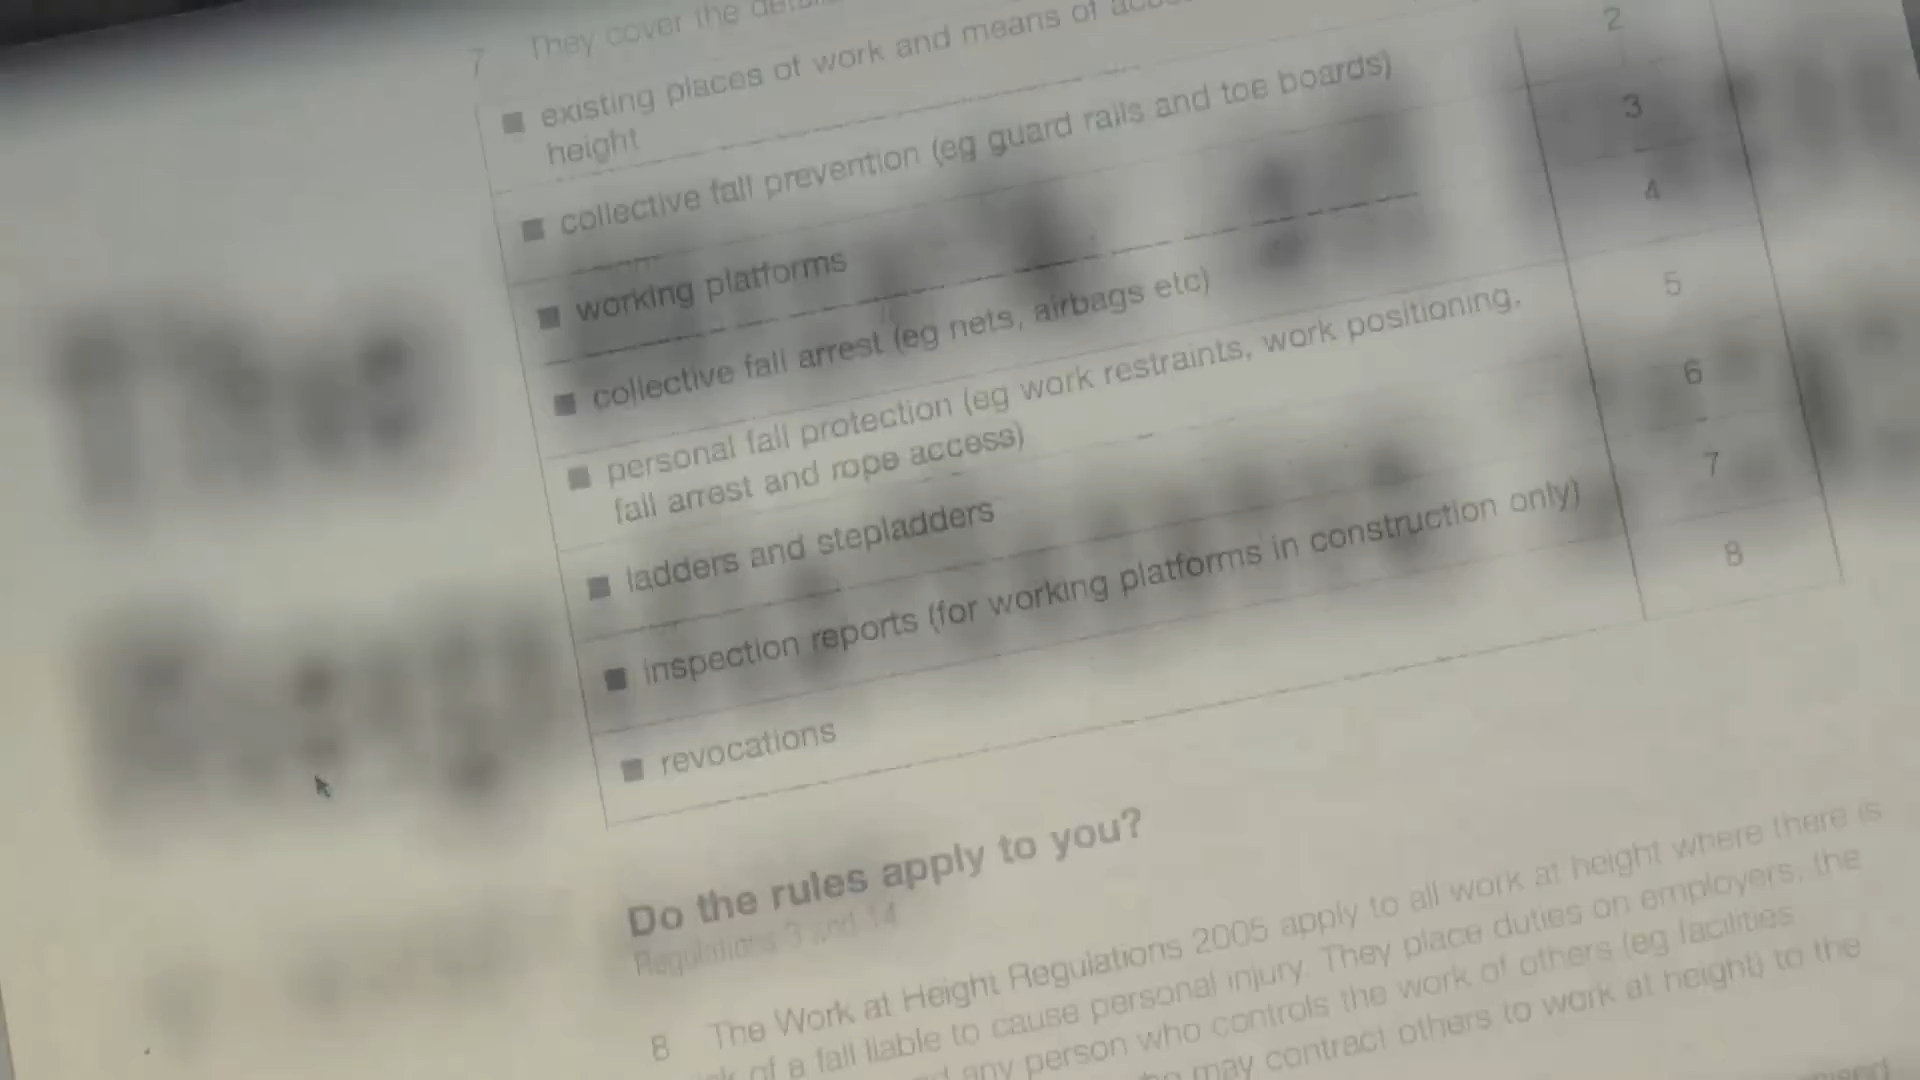 7 They cover the
existing places of work and means of
height
collective fall prevention (eg guard rails and toe boards)
2
working platforms
3
collective fall arrest (eg nets, airbags etc)
4
personal fall protection (eg work restraints, work positioning,
fall arrest and rope access)
5
ladders and stepladders
6
inspection reports (for working platforms in construction only)
7
revocations
8
Do the rules apply to you?
Regulations 3 and 14
8 The Work at Height Regulations 2005 apply to all work at height where there is
of a fall liable to cause personal injury. They place duties on employers, the
any person who controls the work of others (eg facilities
may contract others to work at height) to the